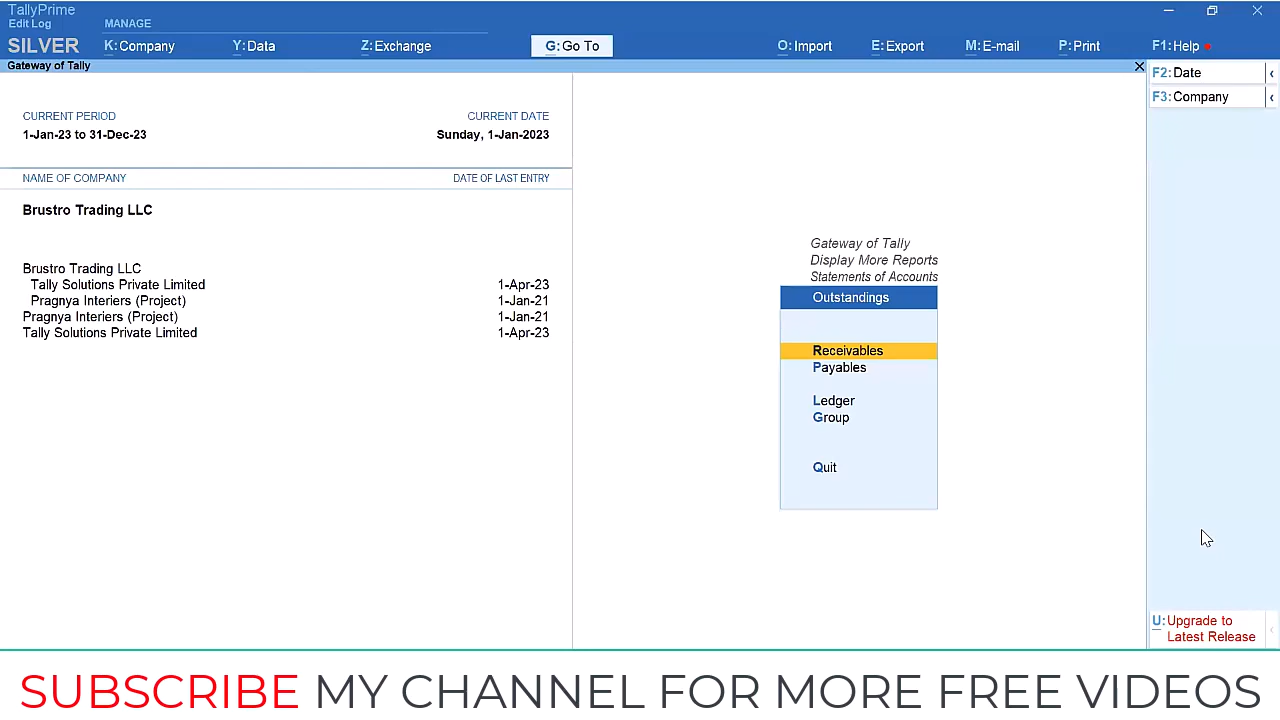 TallyPrime
Edit Log
MANAGE
SILVER
K:Company
Y:Data
Z:Exchange
G:Go To
O:Import
E:Export
M:E-mail
P:Print
F1:Help
Gateway of Tally
F2:Date
F3:Company
CURRENT PERIOD
CURRENT DATE
1-Jan-23 to 31-Dec-23
Sunday, 1-Jan-2023
NAME OF COMPANY
DATE OF LAST ENTRY
Brustro Trading LLC
Brustro Trading LLC
Tally Solutions Private Limited 1-Apr-23
Pragnya Interiers (Project) 1-Jan-21
Pragnya Interiers (Project) 1-Jan-21
Tally Solutions Private Limited 1-Apr-23
Gateway of Tally
Display More Reports
Statements of Accounts
Outstandings
Receivables
Payables
Ledger
Group
Quit
U:Upgrade to
Latest Release
SUBSCRIBE MY CHANNEL FOR MORE FREE VIDEOS